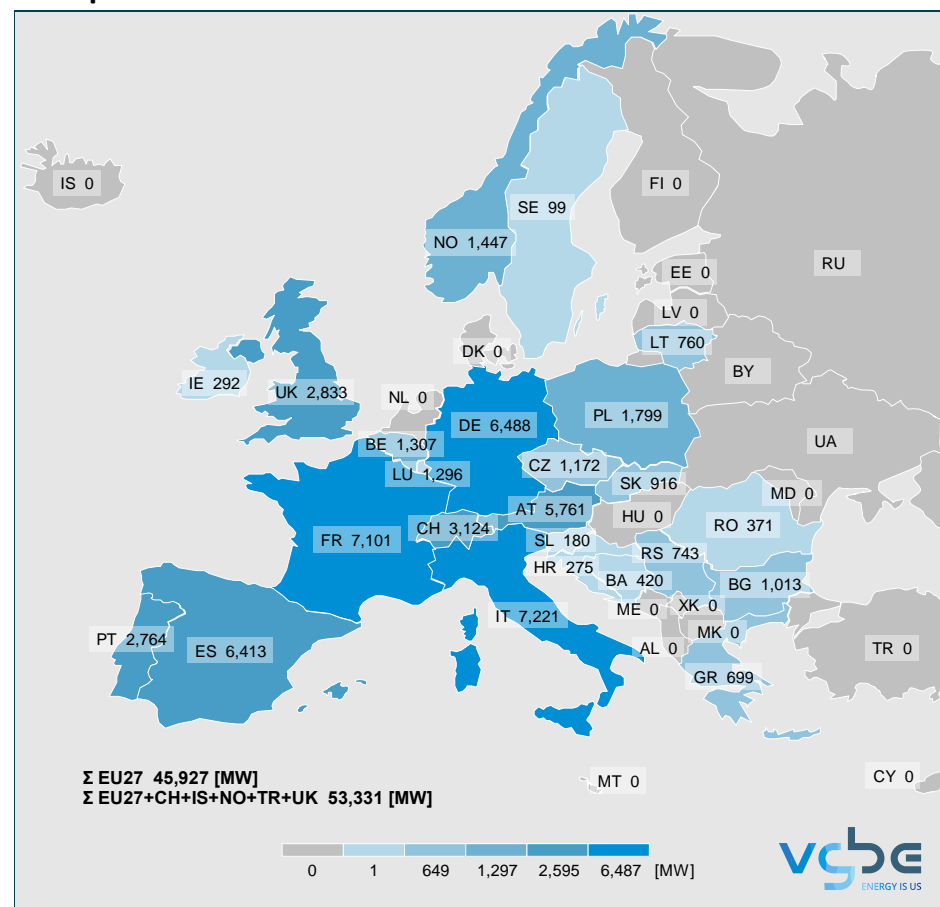 IS 0
FI 0
SE 99
NO 1,447
RU
EE 0
LV 0
LT 760
DK 0
BY
IE 292
UK 2,833
NL 0
PL 1,799
DE 6,488
BE 1,307
UA
CZ 1,172
LU 1,296
SK 916
MD 0
AT 5,761
HU 0
CH 3,124
RO 371
FR 7,101
SL 180
RS 743
HR 275
BA 420
BG 1,013
ME 0
XK 0
IT 7,221
MK 0
PT 2,764
ES 6,413
AL 0
TR 0
GR 699
Σ EU27 45,927 [MW]
MT 0
CY 0
Σ EU27+CH+IS+NO+TR+UK 53,331 [MW]
0 1 649 1,297 2,595 6,487 [MW]
vgbe
ENERGY IS US